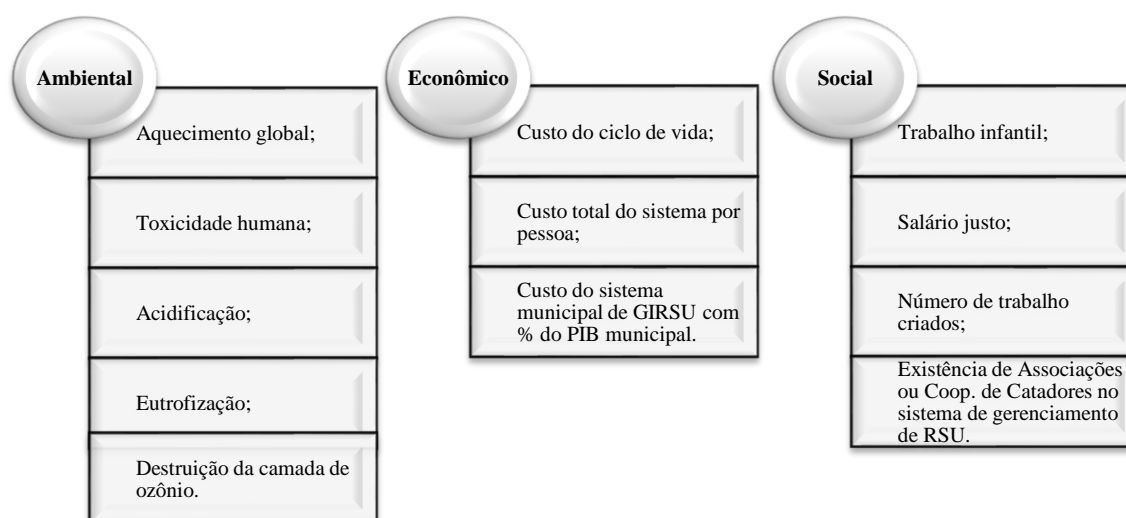 Ambiental
Aquecimento global;
Toxicidade humana;
Acidificação;
Eutrofização;
Destruição da camada de
ozônio.
Econômico
Custo do ciclo de vida;
Custo total do sistema por
pessoa;
Custo do sistema
municipal de GIRSU com
% do PIB municipal.
Social
Trabalho infantil;
Salário justo;
Número de trabalho
criados;
Existência de Associações
ou Coop. de Catadores no
sistema de gerenciamento
de RSU.